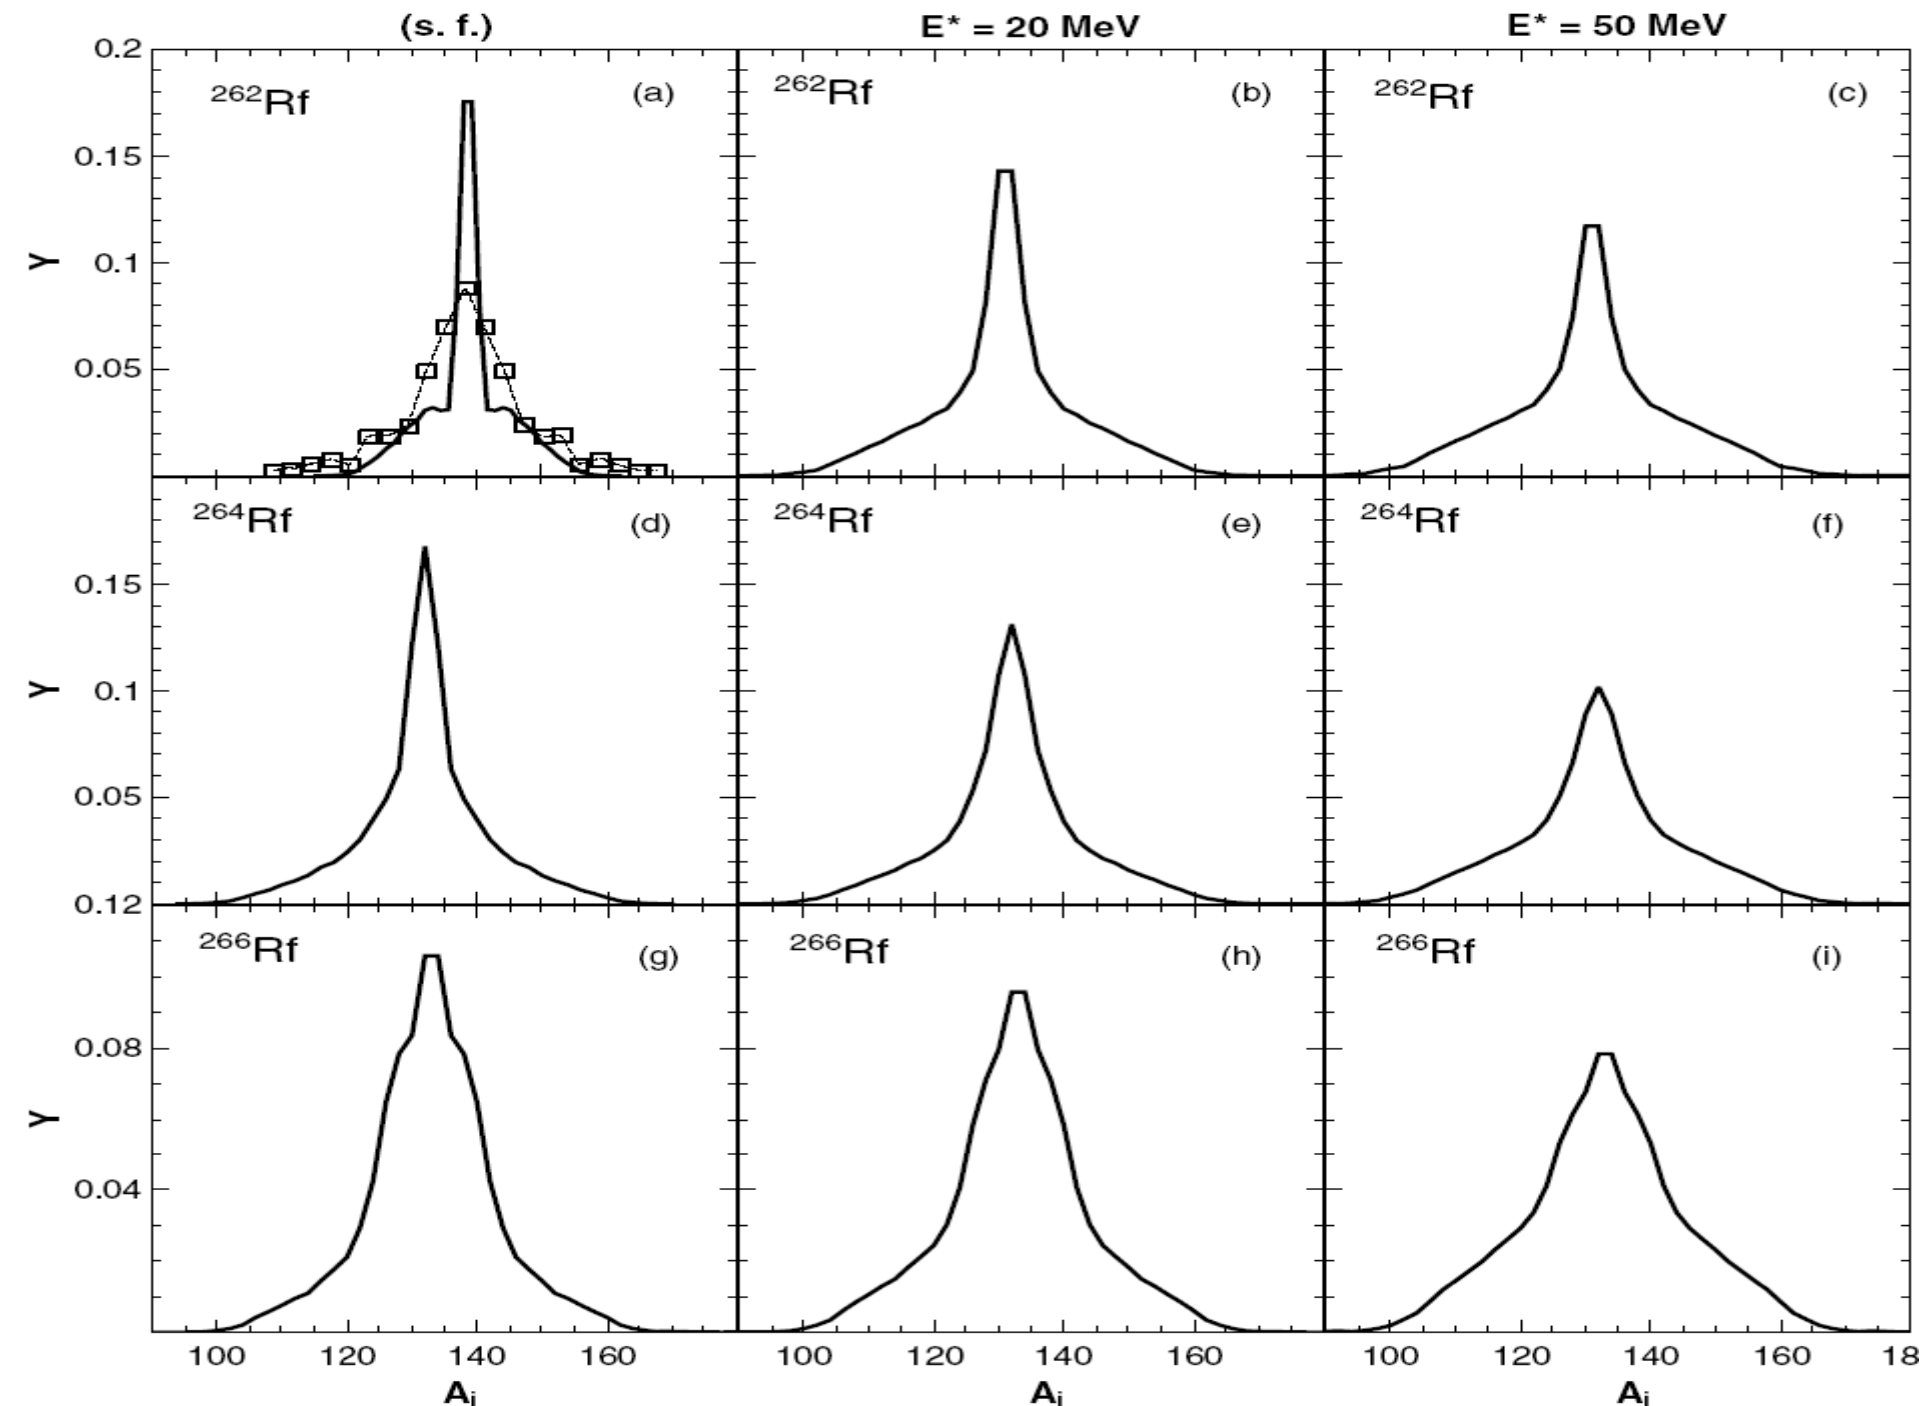 (s. f.) E* = 20 MeV E* = 50 MeV
0.2
262Rf (a) 262Rf (b) 262Rf (c)
0.15
Y
0.1
0.05
264Rf (d) 264Rf (e) 264Rf (f)
0.15
Y
0.1
0.05
0.12
266Rf (g) 266Rf (h) 266Rf (i)
0.08
Y
0.04
100 120 140 160 100 120 140 160 100 120 140 160 18
Ai Ai Ai